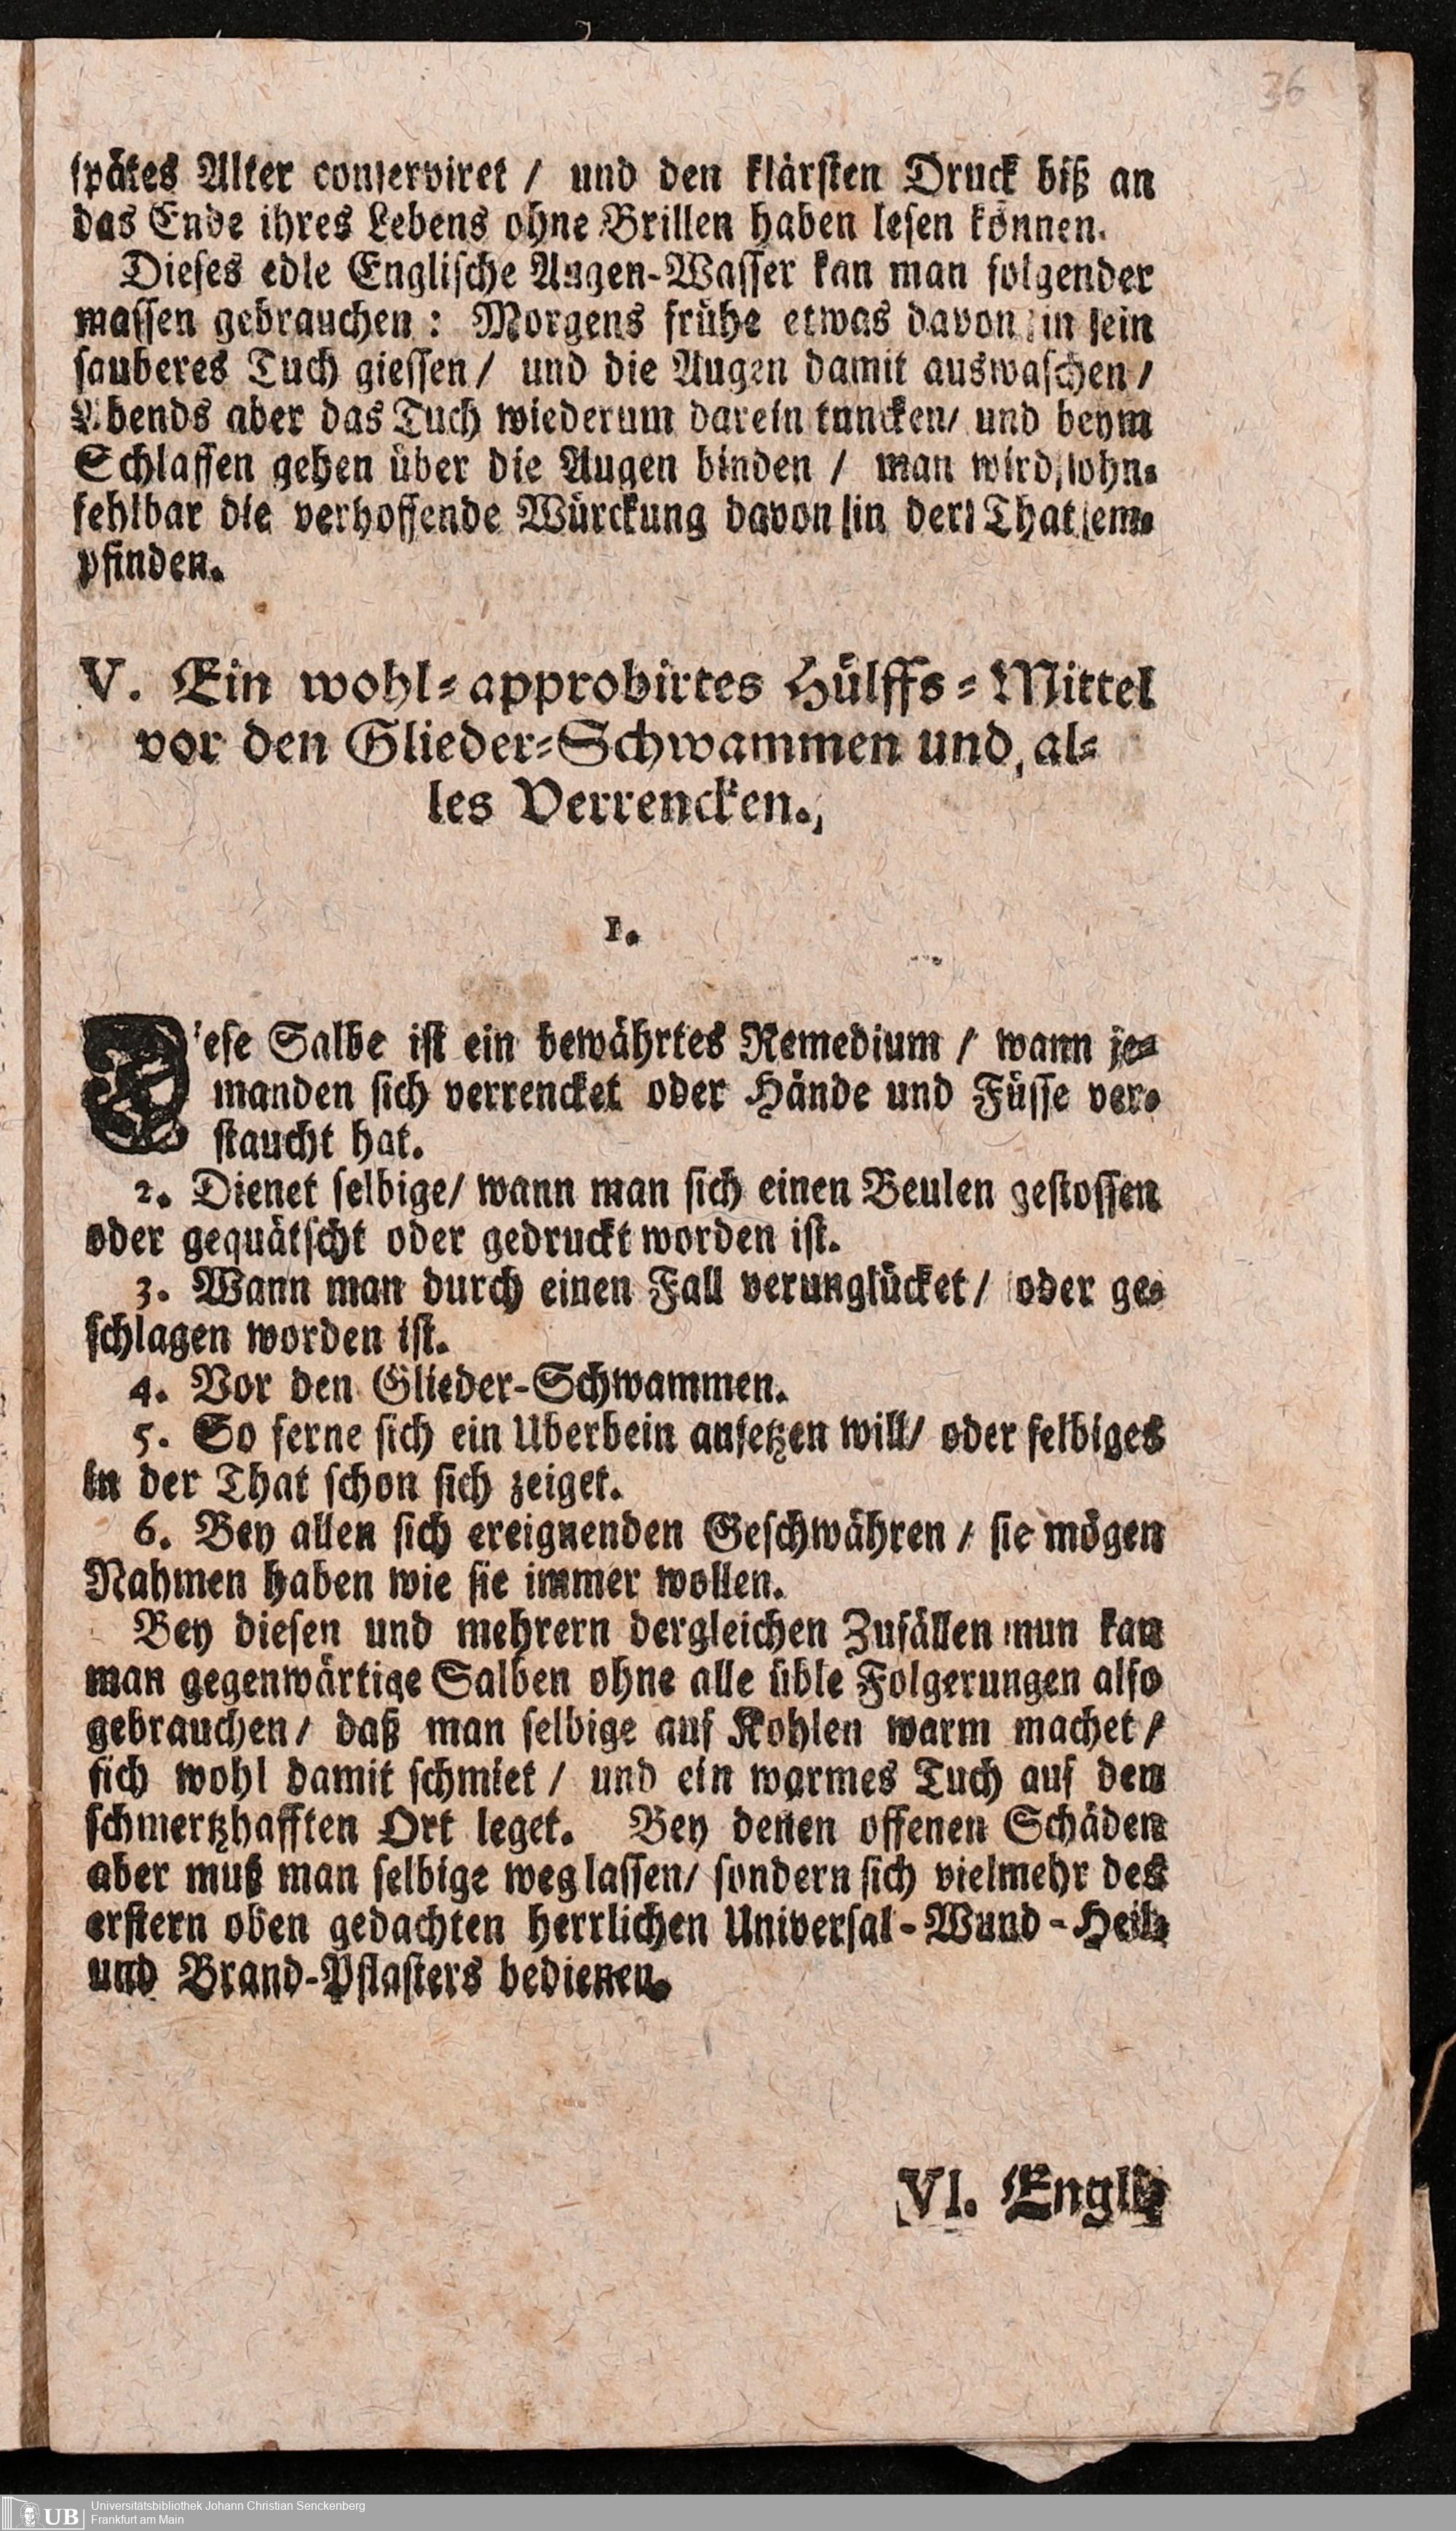 36
spätes Alter conserviret / und den klärsten Druck biß an
das Ende ihres Lebens ohne Brillen haben lesen können.
Dieses edle Englische Augen-Wasser kan man folgender
massen gebrauchen : Morgens frühe etwas davon in sein
sauberes Tuch giessen / und die Augen damit auswaschen /
Abends aber das Tuch wiederum darein tuncken / und beym
Schlaffen gehen über die Augen binden / man wird ohn-
fehlbar die verhoffende Würckung davon in der That em-
pfinden.
V. Ein wohl-approbirtes Hülffs-Mittel
vor den Glieder-Schwammen und al-
les Verrencken.
1.
Diese Salbe ist ein bewährtes Remedium / wann je-
manden sich verrencket oder Hände und Füsse ver-
staucht hat.
2. Dienet selbige / wann man sich einen Beulen gestossen
oder gequätscht oder gedruckt worden ist.
3. Wann man durch einen Fall verunglücket / oder ge-
schlagen worden ist.
4. Vor den Glieder-Schwammen.
5. So ferne sich ein Uberbein ansetzen will / oder selbiges
in der That schon sich zeiget.
6. Bey allen sich ereignenden Geschwähren / sie mögen
Nahmen haben wie sie immer wollen.
Bey diesen und mehrern dergleichen Zufällen nun kan
man gegenwärtige Salben ohne alle üble Folgerungen also
gebrauchen / daß man selbige auf Kohlen warm machet /
sich wohl damit schmiet / und ein warmes Tuch auf den
schmertzhafften Ort leget. Bey denen offenen Schäden
aber muß man selbige weglassen / sondern sich vielmehr des
erstern oben gedachten herrlichen Universal-Wund-Heil-
und Brand-Pflasters bedienen.
VI. Engli-
UB Universitätsbibliothek Johann Christian Senckenberg
Frankfurt am Main